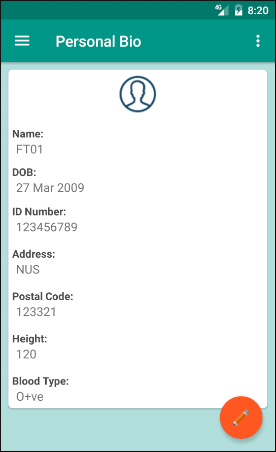 4G 8:20
Personal Bio
Name:
FT01
DOB:
27 Mar 2009
ID Number:
123456789
Address:
NUS
Postal Code:
123321
Height:
120
Blood Type:
O+ve